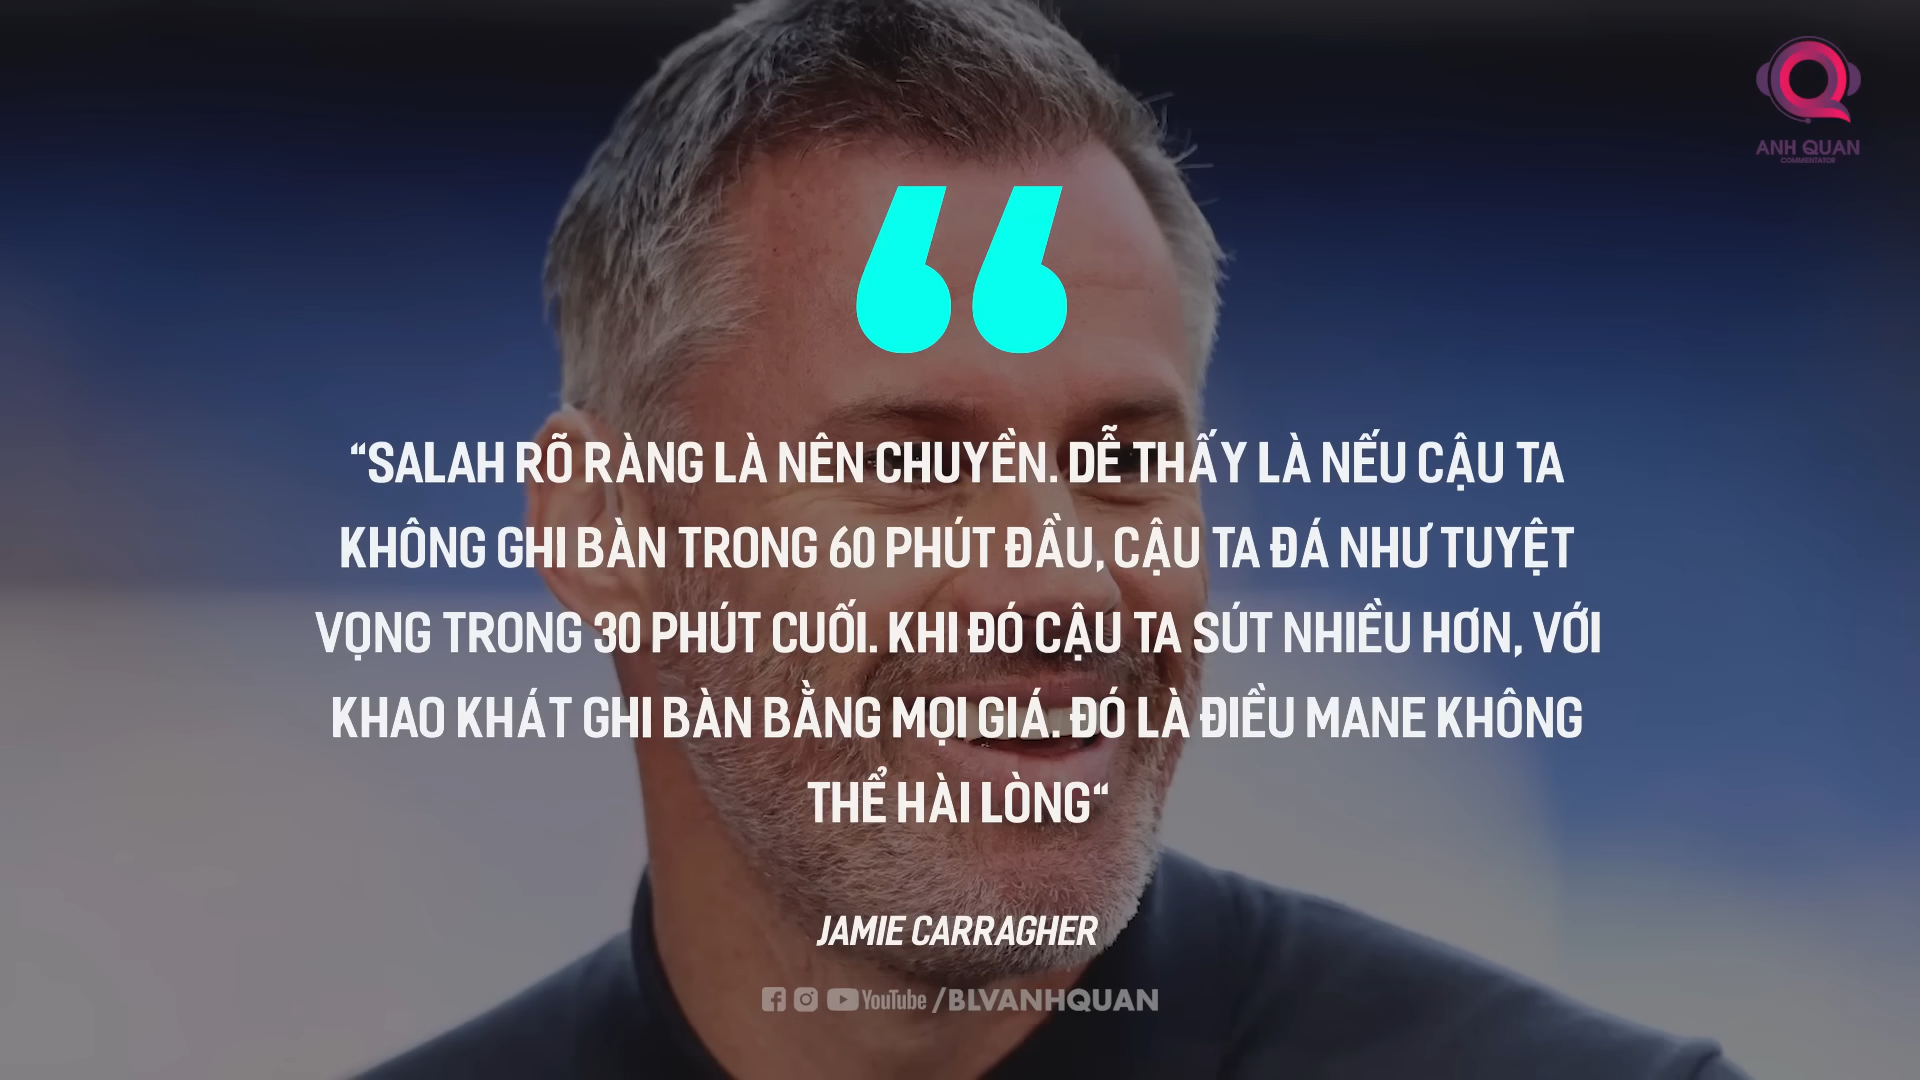 ANH QUAN
COMMENTATOR
“SALAH RÕ RÀNG LÀ NÊN CHUYỀN. DỄ THẤY LÀ NẾU CẬU TA
KHÔNG GHI BÀN TRONG 60 PHÚT ĐẦU, CẬU TA ĐÁ NHƯ TUYỆT
VỌNG TRONG 30 PHÚT CUỐI. KHI ĐÓ CẬU TA SÚT NHIỀU HƠN, VỚI
KHAO KHÁT GHI BÀN BẰNG MỌI GIÁ. ĐÓ LÀ ĐIỀU MANE KHÔNG
THỂ HÀI LÒNG“
JAMIE CARRAGHER
YouTube /BLVANHQUAN